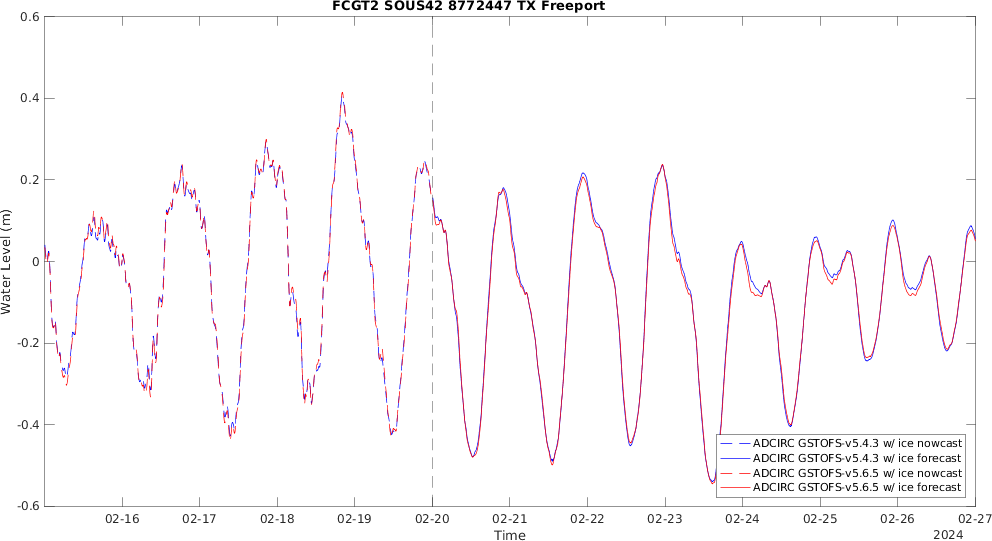 FCGT2 SOUS42 8772447 TX Freeport
0.6
0.4
0.2
0
-0.2
-0.4
-0.6
Water Level (m)
ADCIRC GSTOFS-v5.4.3 w/ ice nowcast
ADCIRC GSTOFS-v5.4.3 w/ ice forecast
ADCIRC GSTOFS-v5.6.5 w/ ice nowcast
ADCIRC GSTOFS-v5.6.5 w/ ice forecast
02-16 02-17 02-18 02-19 02-20 02-21 02-22 02-23 02-24 02-25 02-26 02-27
Time
2024